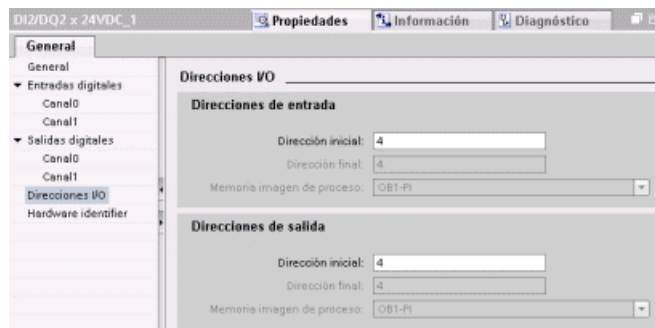 DI2/DQ2 x 24VDC_1
Propiedades
Información
Diagnóstico
General
General
Entradas digitales
Canal0
Canal1
Salidas digitales
Canal0
Canal1
Direcciones I/O
Hardware identifier
Direcciones I/O
Direcciones de entrada
Dirección inicial: 4
Dirección final: 4
Memoria imagen de proceso: OB1-PI
Direcciones de salida
Dirección inicial: 4
Dirección final: 4
Memoria imagen de proceso: OB1-PI